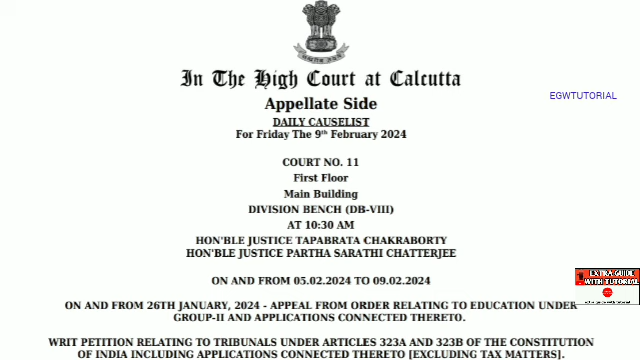 In The High Court at Calcutta
Appellate Side
EGWTUTORIAL
DAILY CAUSELIST
For Friday The 9th February 2024
COURT NO. 11
First Floor
Main Building
DIVISION BENCH (DB-VIII)
AT 10:30 AM
HON'BLE JUSTICE TAPABRATA CHAKRABORTY
HON'BLE JUSTICE PARTHA SARATHI CHATTERJEE
ON AND FROM 05.02.2024 TO 09.02.2024
EXTRA GUIDE
WITH TUTORIAL
ON AND FROM 26TH JANUARY, 2024 - APPEAL FROM ORDER RELATING TO EDUCATION UNDER
GROUP-II AND APPLICATIONS CONNECTED THERETO.
WRIT PETITION RELATING TO TRIBUNALS UNDER ARTICLES 323A AND 323B OF THE CONSTITUTION
OF INDIA INCLUDING APPLICATIONS CONNECTED THERETO [EXCLUDING TAX MATTERS].